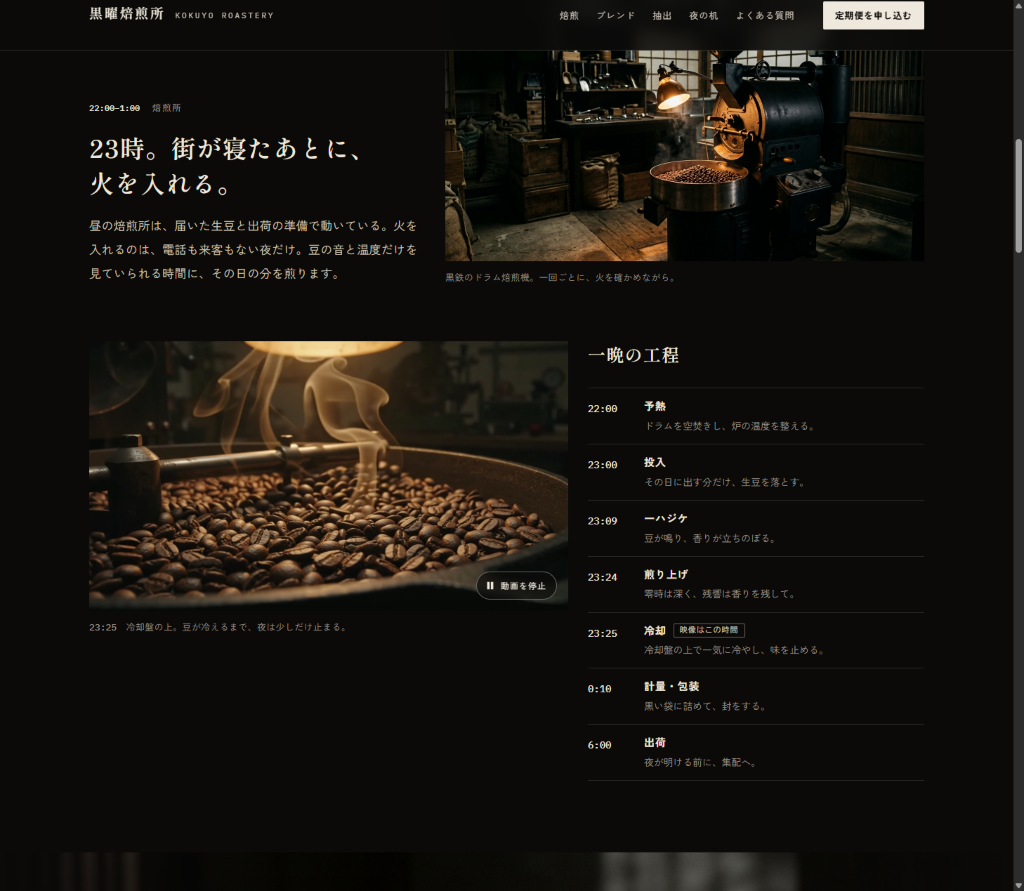 黒曜焙煎所 KOKUYO ROASTERY
焙煎 ブレンド 抽出 夜の机 よくある質問 定期便を申し込む
22:00–1:00 焙煎所
23時。街が寝たあとに、
火を入れる。
昼の焙煎所は、届いた生豆と出荷の準備で動いている。火を
入れるのは、電話も来客もない夜だけ。豆の音と温度だけを
見ていられる時間に、その日の分を煎ります。
黒鉄のドラム焙煎機。一回ごとに、火を確かめながら。
動画を停止
23:25 冷却盤の上。豆が冷えるまで、夜は少しだけ止まる。
一晩の工程
22:00 予熱
ドラムを空焚きし、炉の温度を整える。
23:00 投入
その日に出す分だけ、生豆を落とす。
23:09 一ハジケ
豆が鳴り、香りが立ちのぼる。
23:24 煎り上げ
零時は深く、残響は香りを残して。
23:25 冷却 映像はこの時間
冷却盤の上で一気に冷やし、味を止める。
0:10 計量・包装
黒い袋に詰めて、封をする。
6:00 出荷
夜が明ける前に、集配へ。